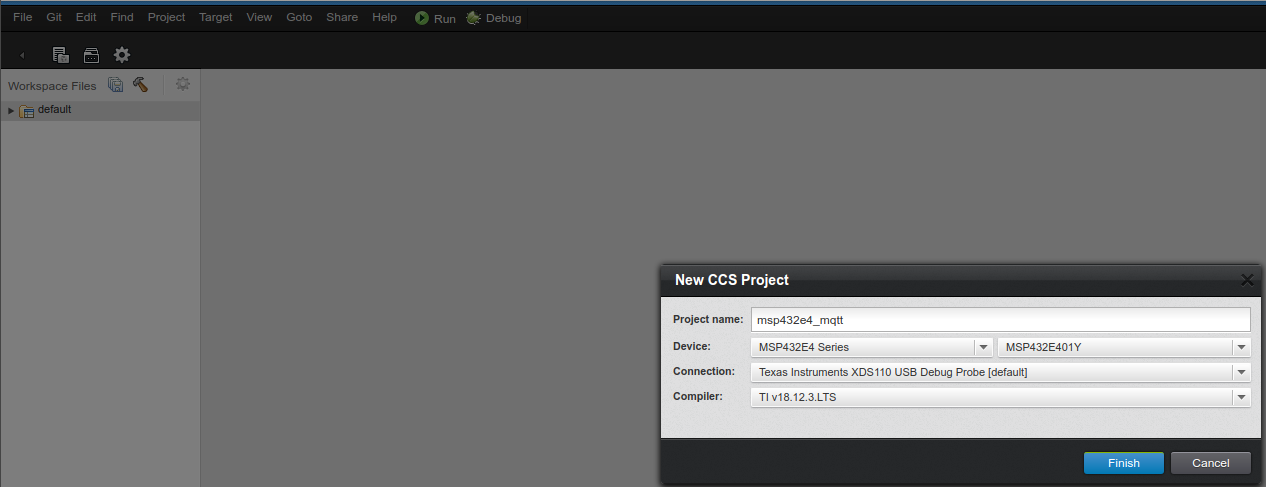 File Git Edit Find Project Target View Goto Share Help Run Debug
Workspace Files
default
New CCS Project
Project name: msp432e4_mqtt
Device: MSP432E4 Series MSP432E401Y
Connection: Texas Instruments XDS110 USB Debug Probe [default]
Compiler: TI v18.12.3.LTS
Finish Cancel